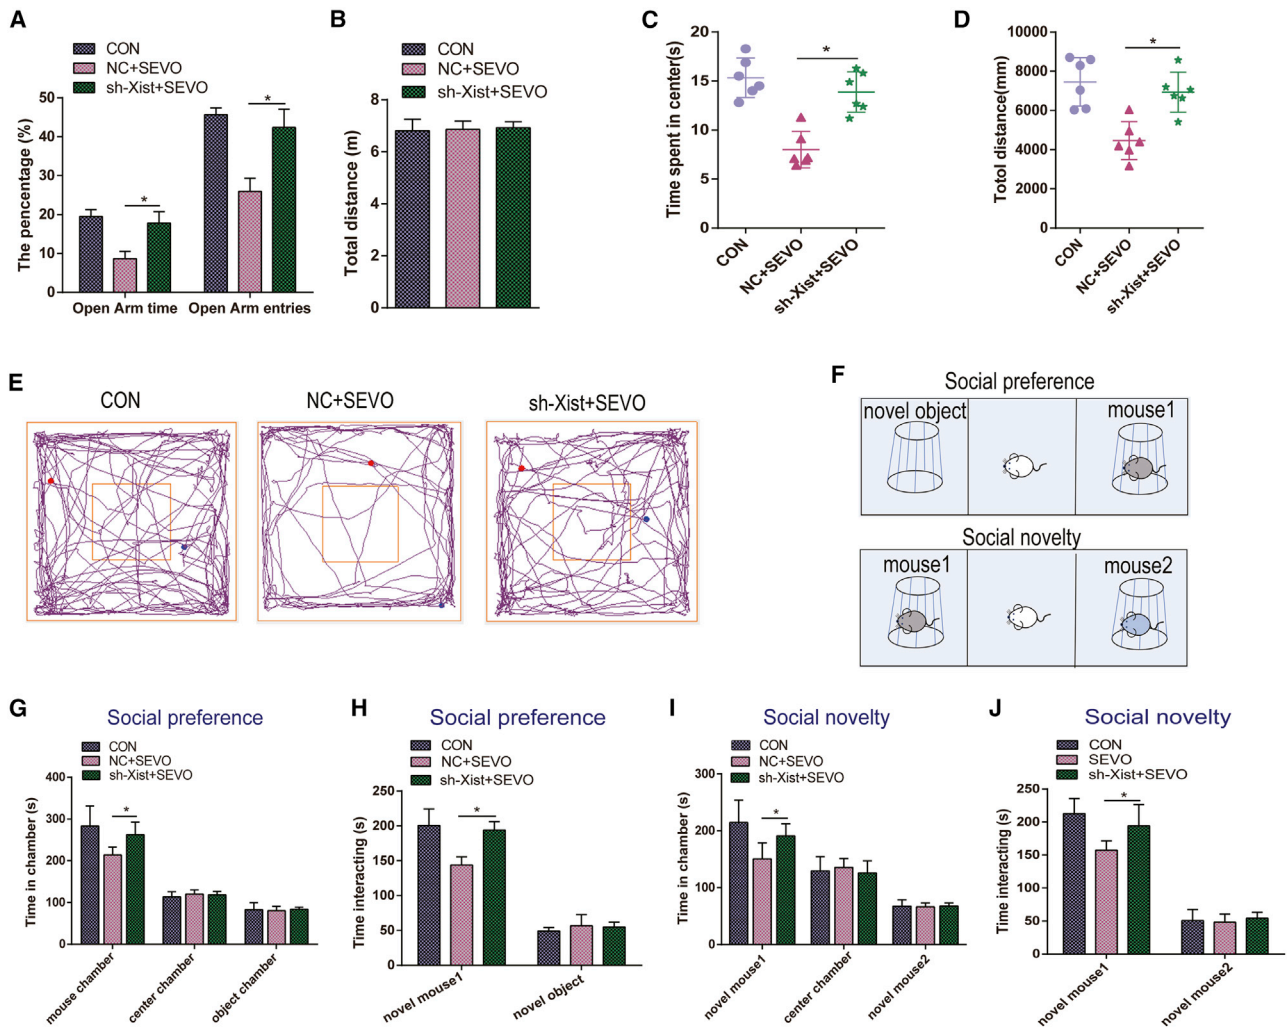 A
CON
NC+SEVO
sh-Xist+SEVO
The pencentage (%)
50
40
30
20
10
0
*
*
Open Arm time
Open Arm entries
B
CON
NC+SEVO
sh-Xist+SEVO
Total distance (m)
8
6
4
2
0
C
Time spent in center(s)
20
15
10
5
0
*
CON
NC+SEVO
sh-Xist+SEVO
D
Totol distance(mm)
10000
8000
6000
4000
2000
0
*
CON
NC+SEVO
sh-Xist+SEVO
E
CON
NC+SEVO
sh-Xist+SEVO
F
Social preference
novel object
mouse1
Social novelty
mouse1
mouse2
G
Social preference
CON
NC+SEVO
sh-Xist+SEVO
Time in chamber (s)
400
300
200
100
0
*
mouse chamber
center chamber
object chamber
H
Social preference
CON
NC+SEVO
sh-Xist+SEVO
Time interacting (s)
250
200
150
100
50
0
*
novel mouse1
novel object
I
Social novelty
CON
NC+SEVO
sh-Xist+SEVO
Time in chamber (s)
300
200
100
0
*
novel mouse1
center chamber
novel mouse2
J
Social novelty
CON
SEVO
sh-Xist+SEVO
Time interacting (s)
250
200
150
100
50
0
*
novel mouse1
novel mouse2